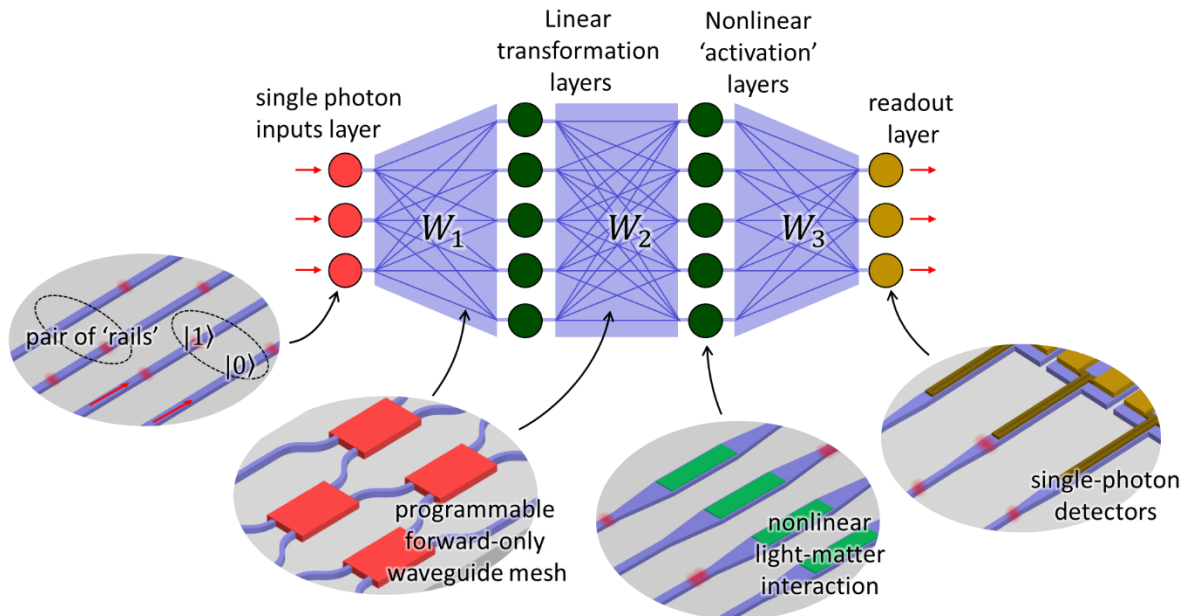 single photon
inputs layer
Linear
transformation
layers
Nonlinear
‘activation’
layers
readout
layer
W₁
W₂
W₃
pair of ‘rails’
|1⟩
|0⟩
programmable
forward-only
waveguide mesh
nonlinear
light-matter
interaction
single-photon
detectors